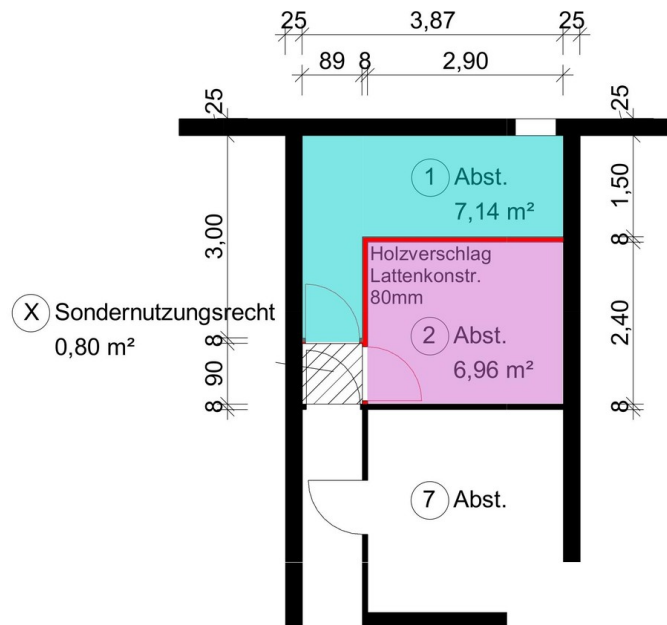 25 3,87 25
89 8 2,90
25 25
1 Abst.
7,14 m²
3,00 1,50
8
Holzverschlag
Lattenkonstr.
80mm
X Sondernutzungsrecht
0,80 m²
2 Abst.
6,96 m²
2,40
8
90
8 8
7 Abst.